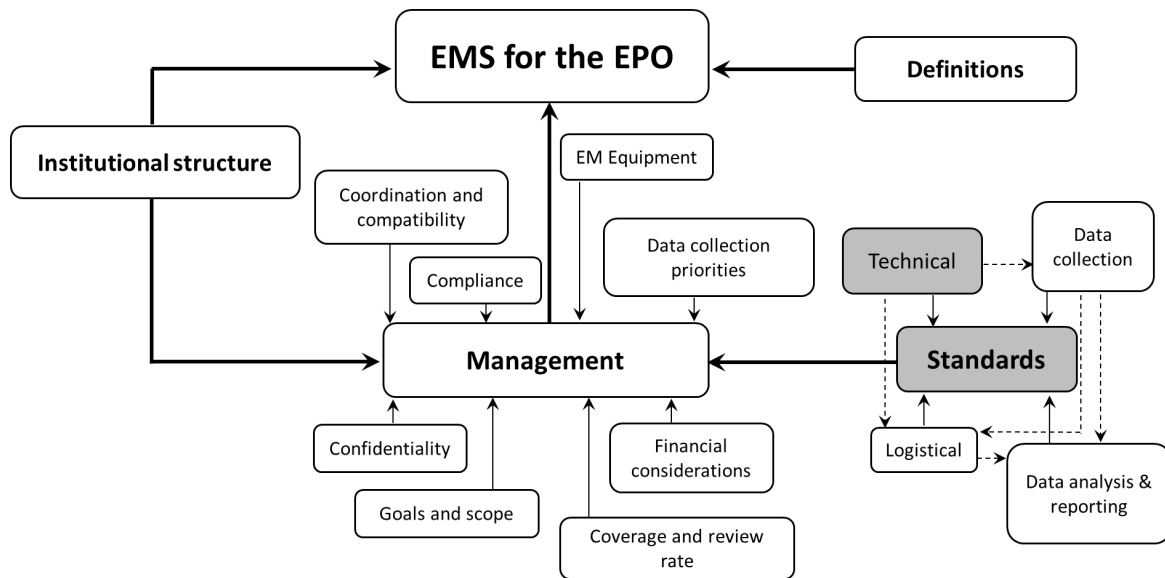 EMS for the EPO
Definitions
Institutional structure
EM Equipment
Coordination and
compatibility
Data collection
priorities
Technical
Data
collection
Compliance
Management
Standards
Confidentiality
Financial
considerations
Logistical
Goals and scope
Data analysis &
reporting
Coverage and review
rate